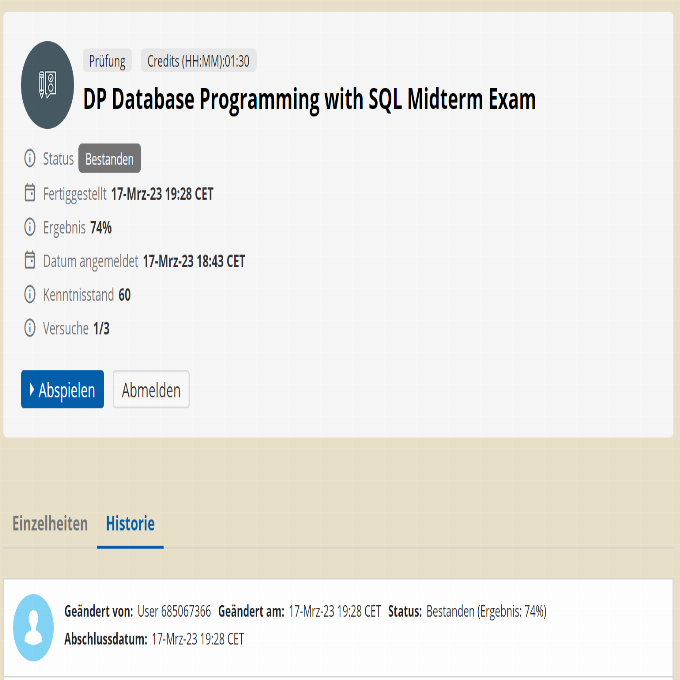 Prüfung Credits (HH:MM):01:30
DP Database Programming with SQL Midterm Exam
Status Bestanden
Fertiggestellt 17-Mrz-23 19:28 CET
Ergebnis 74%
Datum angemeldet 17-Mrz-23 18:43 CET
Kenntnisstand 60
Versuche 1/3
Abspielen Abmelden
Einzelheiten Historie
Geändert von: User 685067366 Geändert am: 17-Mrz-23 19:28 CET Status: Bestanden (Ergebnis: 74%)
Abschlussdatum: 17-Mrz-23 19:28 CET